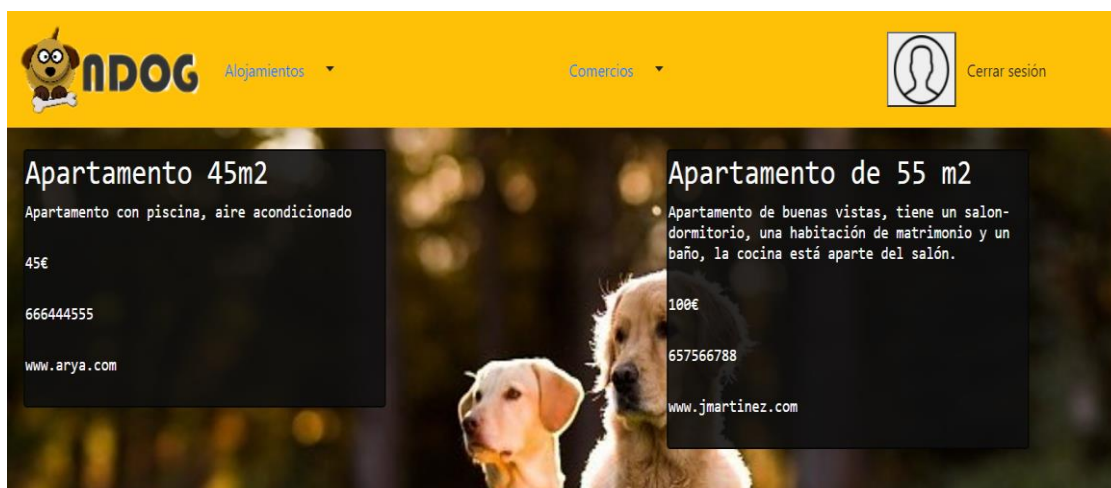 NDOG
Alojamientos
Comercios
Cerrar sesión
Apartamento 45m2
Apartamento con piscina, aire acondicionado
45€
666444555
www.arya.com
Apartamento de 55 m2
Apartamento de buenas vistas, tiene un salon-
dormitorio, una habitación de matrimonio y un
baño, la cocina está aparte del salón.
100€
657566788
www.jmartinez.com